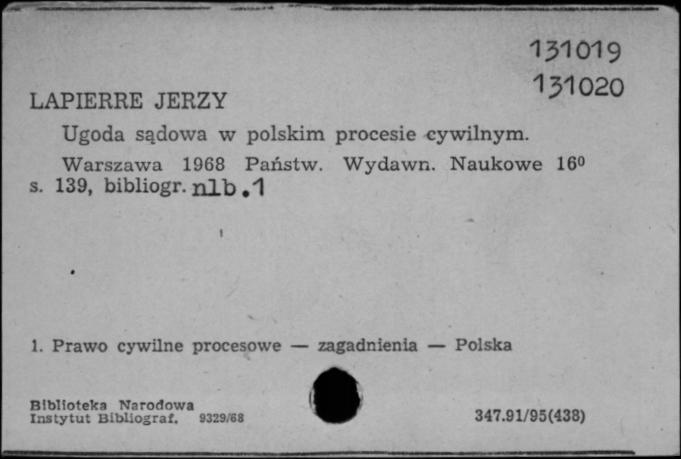 131019
131020
LAPIERRE JERZY
Ugoda sądowa w polskim procesie cywilnym.
Warszawa 1968 Państw. Wydawn. Naukowe 16⁰
s. 139, bibliogr. nlb.1
1. Prawo cywilne procesowe — zagadnienia — Polska
Biblioteka Narodowa
Instytut Bibliograf. 9329/68
347.91/95(438)